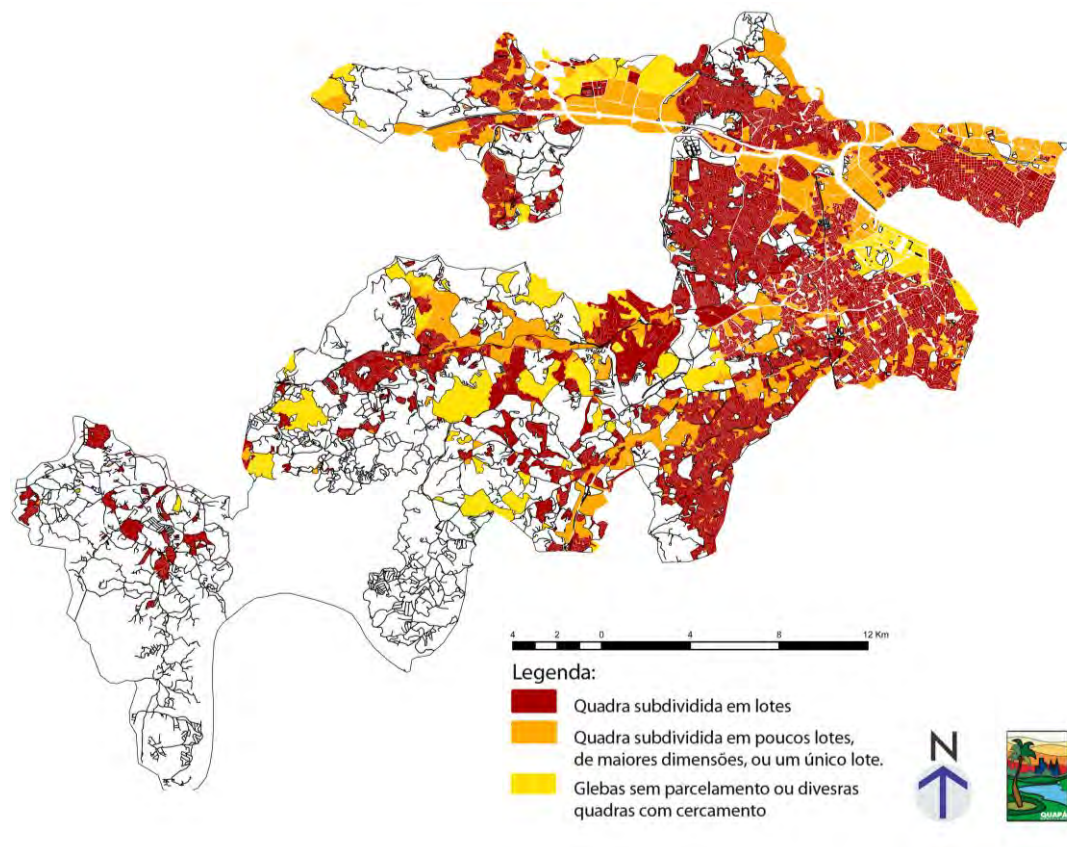 4 2 0 4 8 12 Km
Legenda:
Quadra subdividida em lotes
Quadra subdividida em poucos lotes,
de maiores dimensões, ou um único lote.
Glebas sem parcelamento ou divesras
quadras com cercamento
N
QUAPÁ